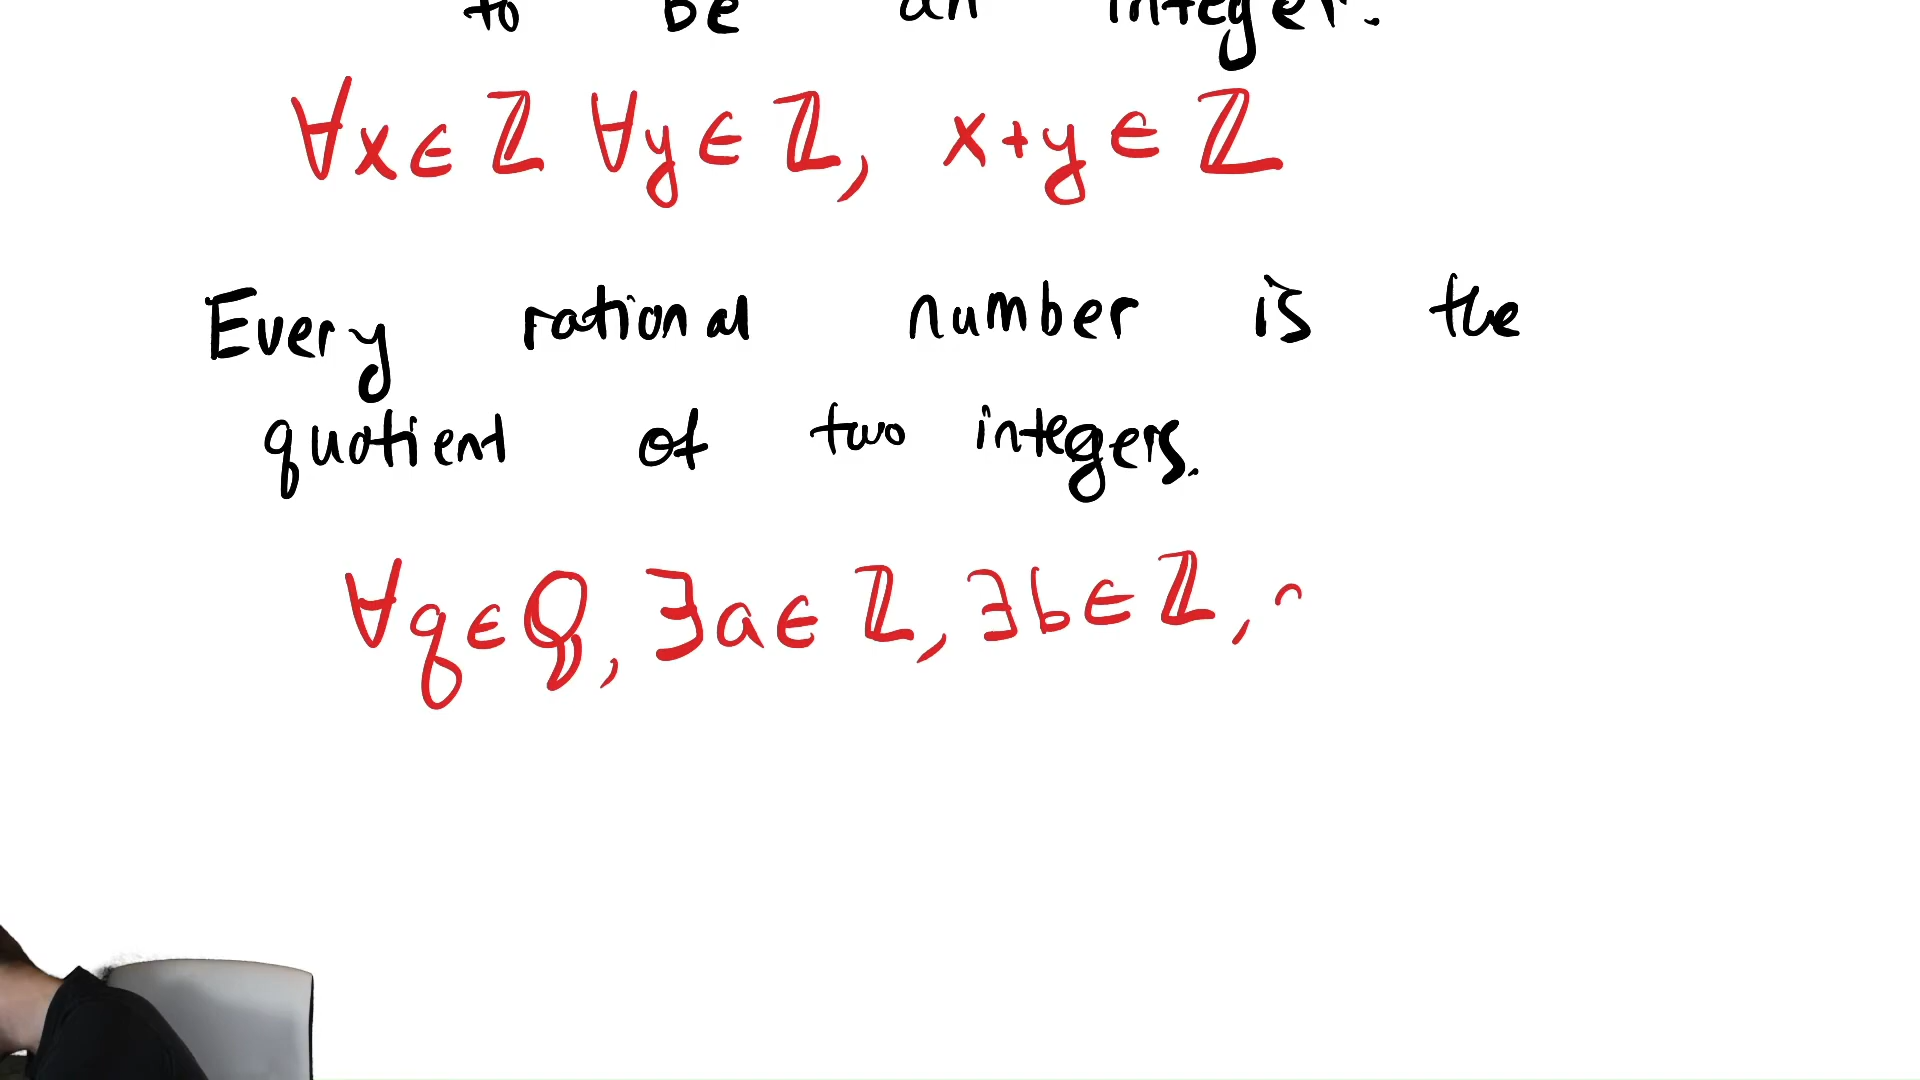 to be an integer.
∀x∈ℤ ∀y∈ℤ, x+y∈ℤ
Every rational number is the
quotient of two integers.
∀q∈ℚ, ∃a∈ℤ, ∃b∈ℤ,